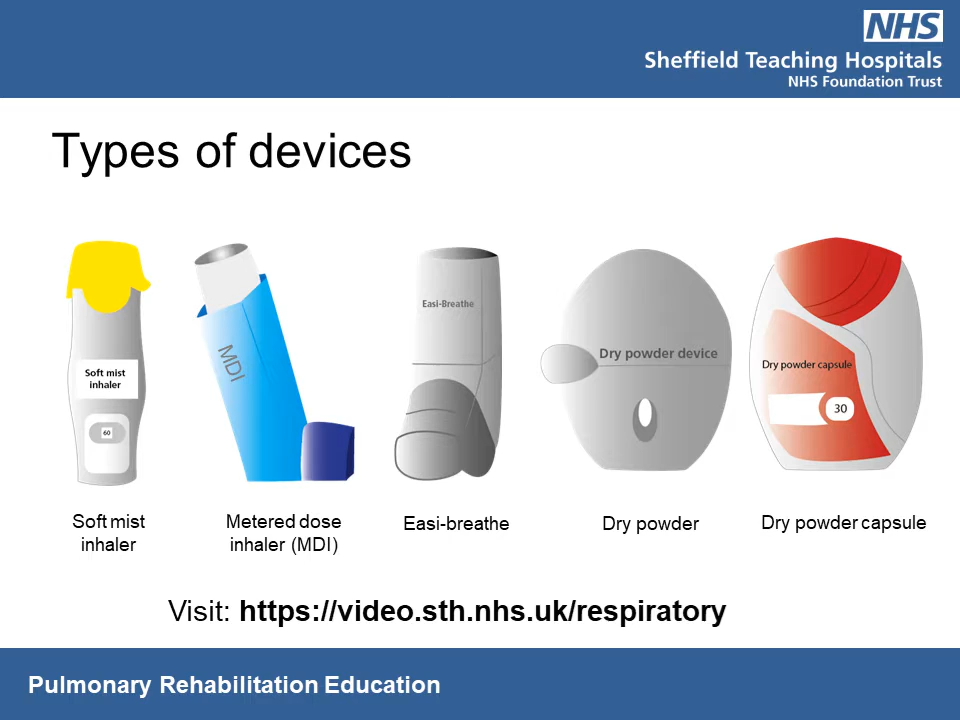 NHS
Sheffield Teaching Hospitals
NHS Foundation Trust
Types of devices
Soft mist
inhaler
60
MDI
Easi-Breathe
Dry powder device
Dry powder capsule
30
Soft mist
inhaler
Metered dose
inhaler (MDI)
Easi-breathe
Dry powder
Dry powder capsule
Visit: https://video.sth.nhs.uk/respiratory
Pulmonary Rehabilitation Education